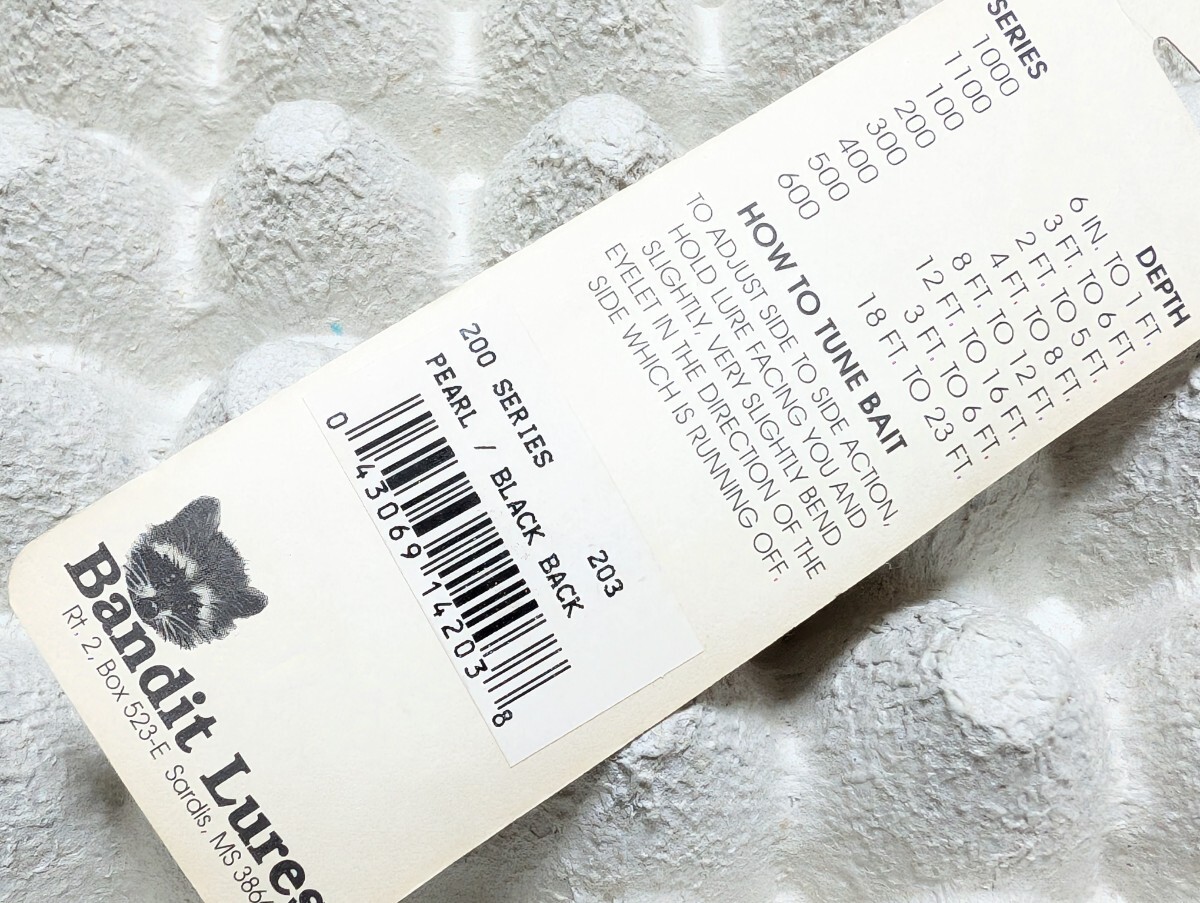 SERIES DEPTH
1000 6 IN. TO 1 FT.
1100 3 FT. TO 6 FT.
100 2 FT. TO 5 FT.
200 4 FT. TO 8 FT.
300 8 FT. TO 12 FT.
400 12 FT. TO 16 FT.
500 3 FT. TO 6 FT.
600 18 FT. TO 23 FT.
HOW TO TUNE BAIT
TO ADJUST SIDE TO SIDE ACTION,
HOLD LURE FACING YOU AND
SLIGHTLY, VERY SLIGHTLY BEND
EYELET IN THE DIRECTION OF THE
SIDE WHICH IS RUNNING OFF.
203
200 SERIES
PEARL / BLACK BACK
0 43069 14203 8
Bandit Lures
Rt. 2, Box 523-E Sardis, MS